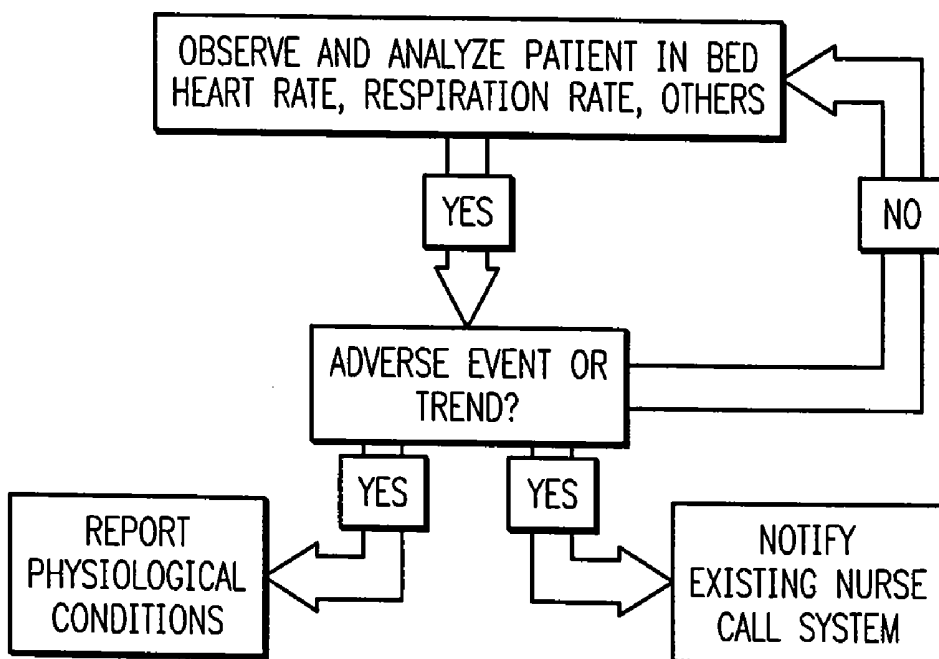 OBSERVE AND ANALYZE PATIENT IN BED
HEART RATE, RESPIRATION RATE, OTHERS
YES
NO
ADVERSE EVENT OR
TREND?
YES
YES
REPORT
PHYSIOLOGICAL
CONDITIONS
NOTIFY
EXISTING NURSE
CALL SYSTEM